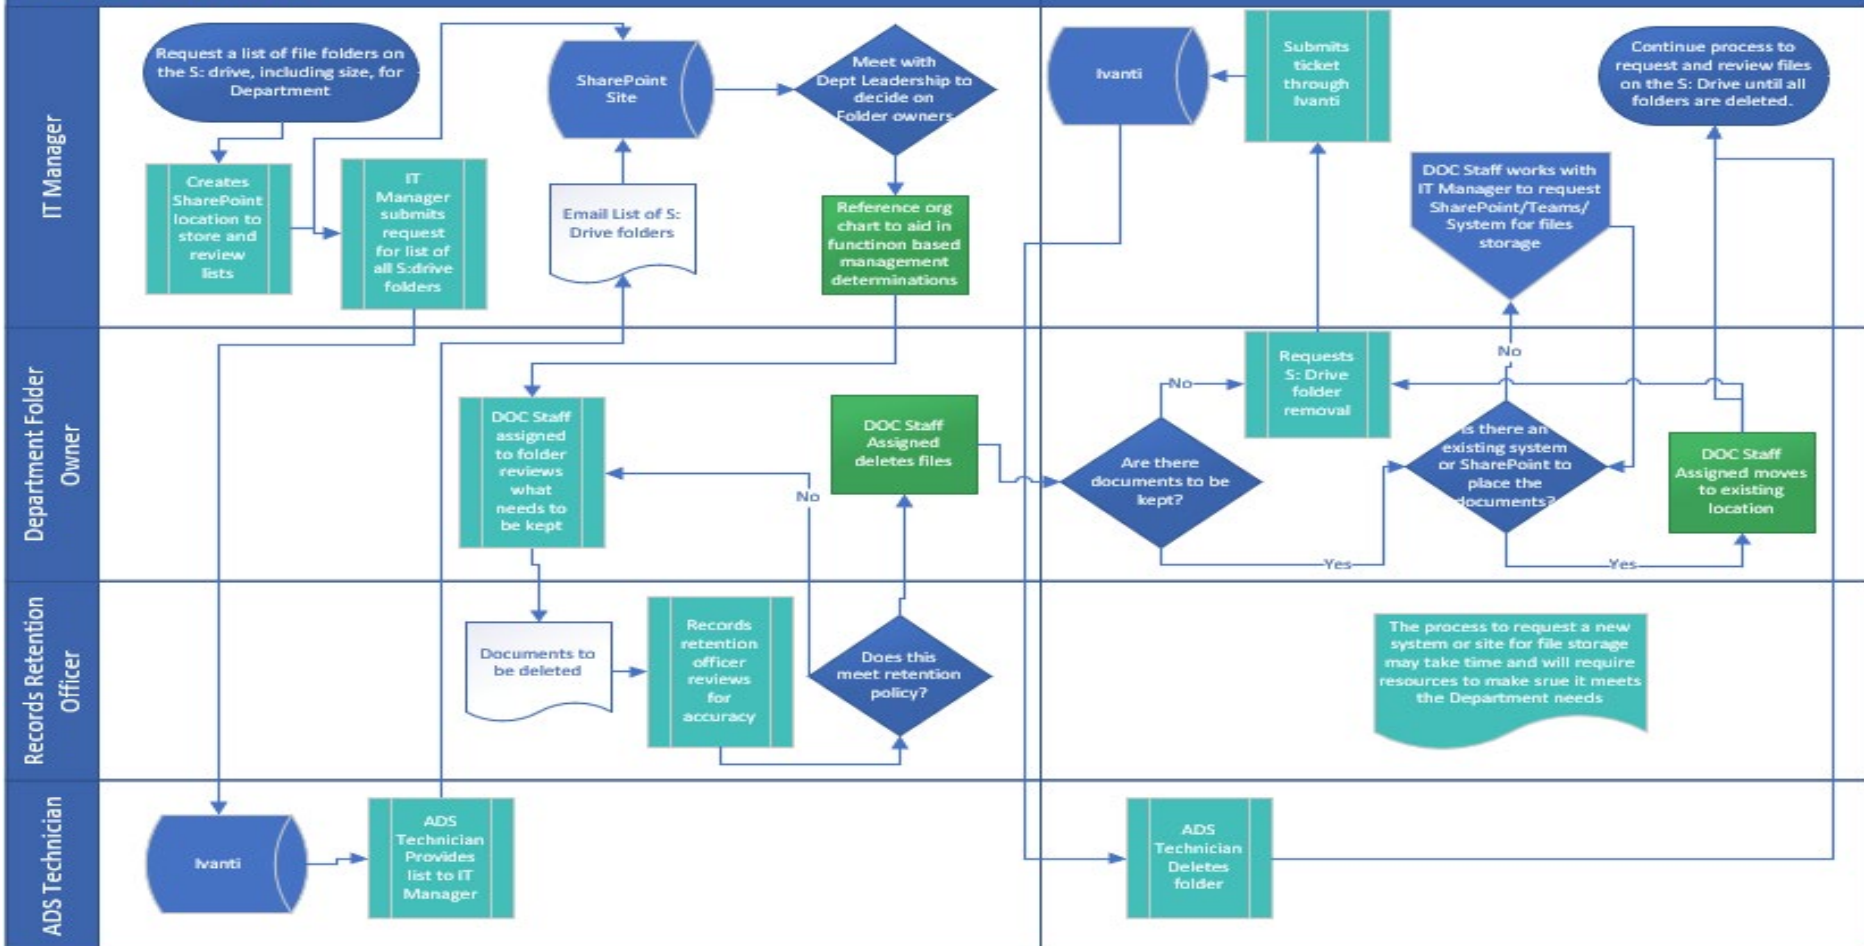 IT Manager
Request a list of file folders on
the S: drive, including size, for
Department
Creates
SharePoint
location to
store and
review
lists
IT
Manager
submits
request
for list of
all S:drive
folders
SharePoint
Site
Email List of S:
Drive folders
Meet with
Dept Leadership to
decide on
Folder owners
Reference org
chart to aid in
functinon based
management
determinations
Ivanti
Submits
ticket
through
Ivanti
DOC Staff works with
IT Manager to request
SharePoint/Teams/
System for files
storage
Continue process to
request and review files
on the S: Drive until all
folders are deleted.
Department Folder
Owner
DOC Staff
assigned
to folder
reviews
what
needs to
be kept
No
DOC Staff
Assigned
deletes files
Are there
documents to be
kept?
No
Yes
Requests
S: Drive
folder
removal
No
Is there an
existing system
or SharePoint to
place the
documents?
Yes
DOC Staff
Assigned moves
to existing
location
Records Retention
Officer
Documents to
be deleted
Records
retention
officer
reviews
for
accuracy
Does this
meet retention
policy?
The process to request a new
system or site for file storage
may take time and will require
resources to make srue it meets
the Department needs
ADS Technician
Ivanti
ADS
Technician
Provides
list to IT
Manager
ADS
Technician
Deletes
folder